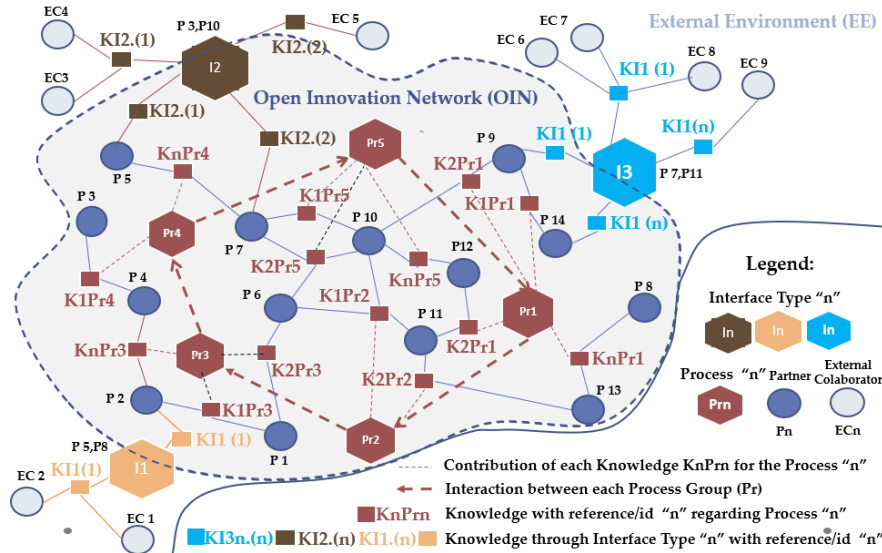 EC4
P 3,P10
KI2.(1)
KI2.(2)
EC 5
EC 7
External Environment (EE)
EC 6
I2
EC 8
EC3
KI1 (1)
EC 9
KI2.(1)
Open Innovation Network (OIN)
KI2.(2)
KI1(n)
Pr5
P 9
KI1 (1)
KnPr4
K2Pr1
I3
P 5
P 7,P11
P 3
K1Pr5
K1Pr1
KI1 (n)
Pr4
P 10
P 14
P 7
P12
K2Pr5
KnPr5
Legend:
K1Pr4
P 4
P 8
P 6
K1Pr2
Pr1
Interface Type “n”
P 11
K2Pr1
In
In
In
KnPr3
Pr3
K2Pr3
KnPr1
Process “n”
Partner
External
Colaborator
K2Pr2
P 2
K1Pr3
P 13
Prn
Pn
ECn
KI1 (1)
Pr2
P 5,P8
P 1
I1
KI1(1)
Contribution of each Knowledge KnPrn for the Process “n”
EC 2
Interaction between each Process Group (Pr)
KnPrn
Knowledge with reference/id “n” regarding Process “n”
EC 1
KI3n.(n)
KI2.(n)
KI1.(n)
Knowledge through Interface Type “n” with reference/id “n”